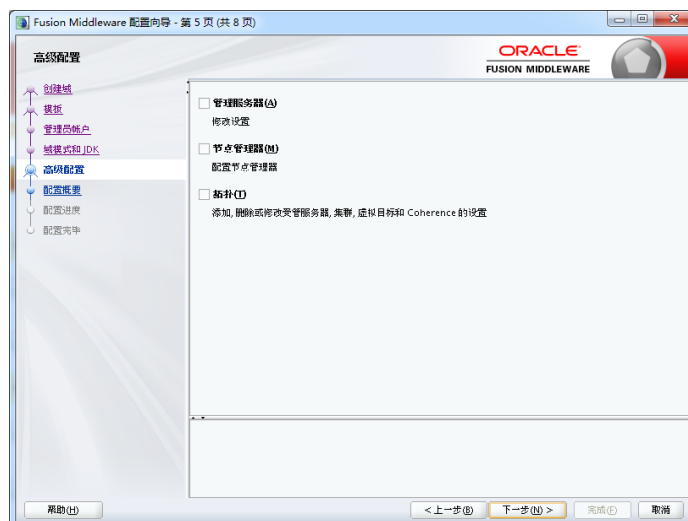 Fusion Middleware 配置向导 - 第 5 页 (共 8 页)
高级配置
ORACLE
FUSION MIDDLEWARE
创建域
模板
管理员帐户
域模式和 JDK
高级配置
配置概要
配置进度
配置完毕
管理服务器(A)
修改设置
节点管理器(M)
配置节点管理器
拓扑(T)
添加, 删除或修改受管服务器, 集群, 虚拟目标和 Coherence 的设置
帮助(H)
< 上一步(B)
下一步(N) >
完成(F)
取消